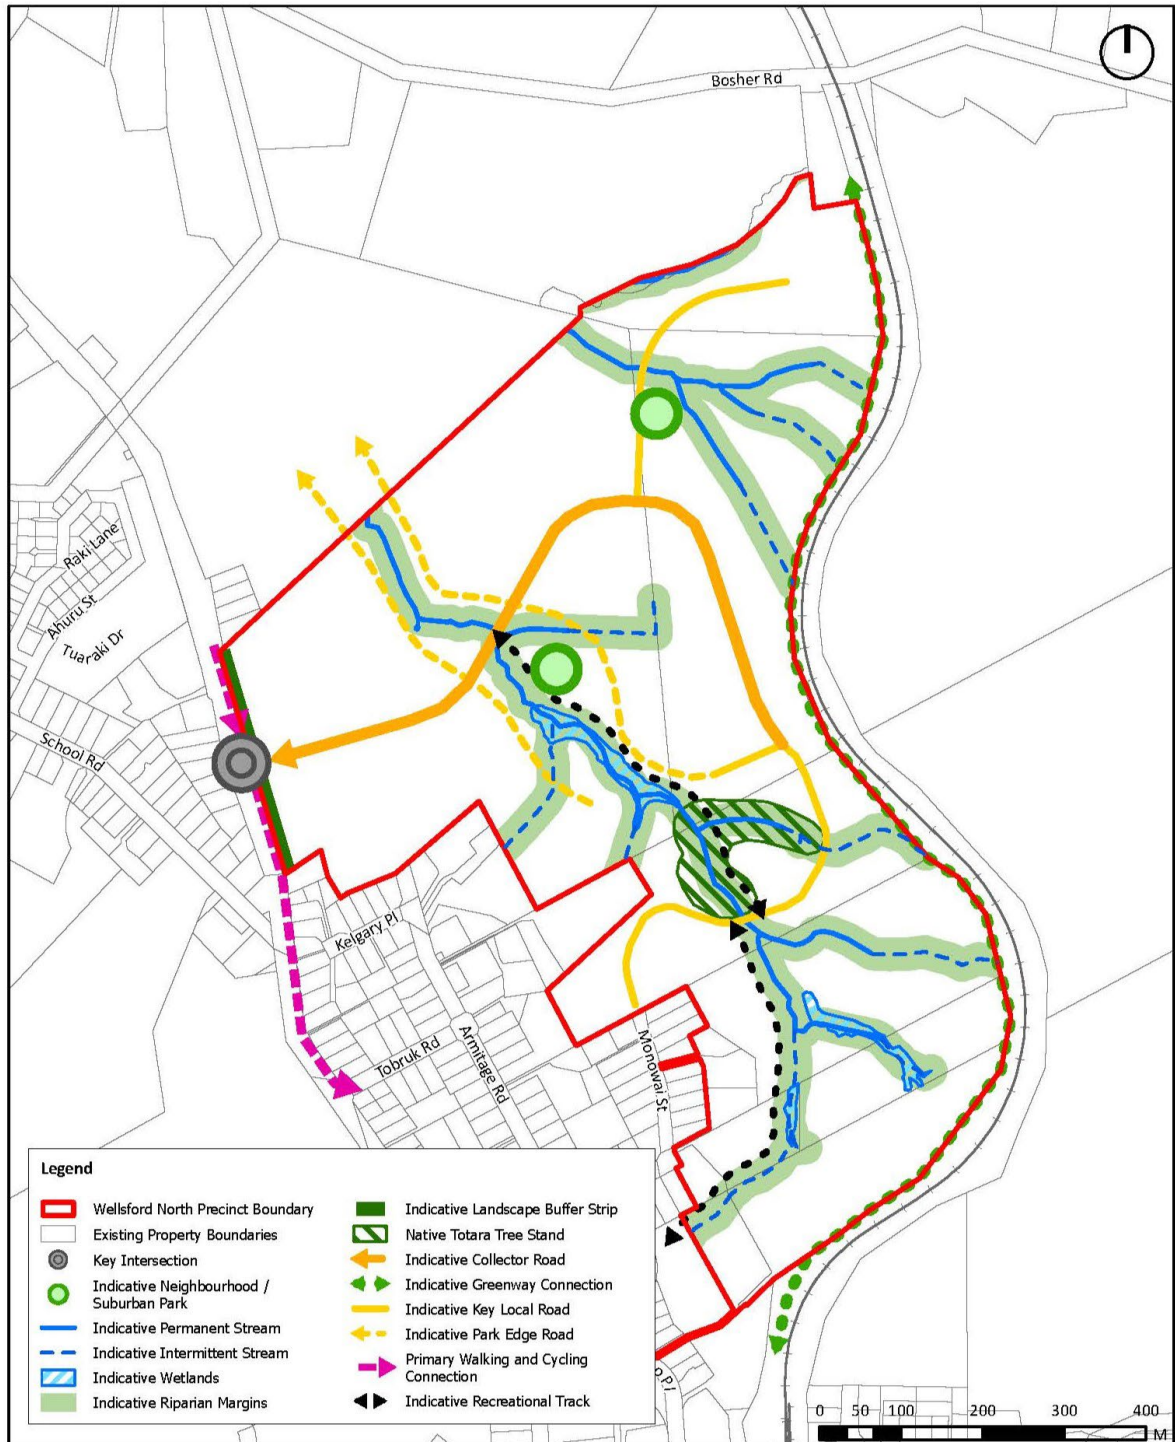 Bosher Rd
Raki Lane
Ahuru St
Tuaraki Dr
School Rd
Kelgary Pl
Tobruk Rd
Armitage Rd
Monowai St
o Pl
Legend
Wellsford North Precinct Boundary
Existing Property Boundaries
Key Intersection
Indicative Neighbourhood /
Suburban Park
Indicative Permanent Stream
Indicative Intermittent Stream
Indicative Wetlands
Indicative Riparian Margins
Indicative Landscape Buffer Strip
Native Totara Tree Stand
Indicative Collector Road
Indicative Greenway Connection
Indicative Key Local Road
Indicative Park Edge Road
Primary Walking and Cycling
Connection
Indicative Recreational Track
0 50 100 200 300 400
M